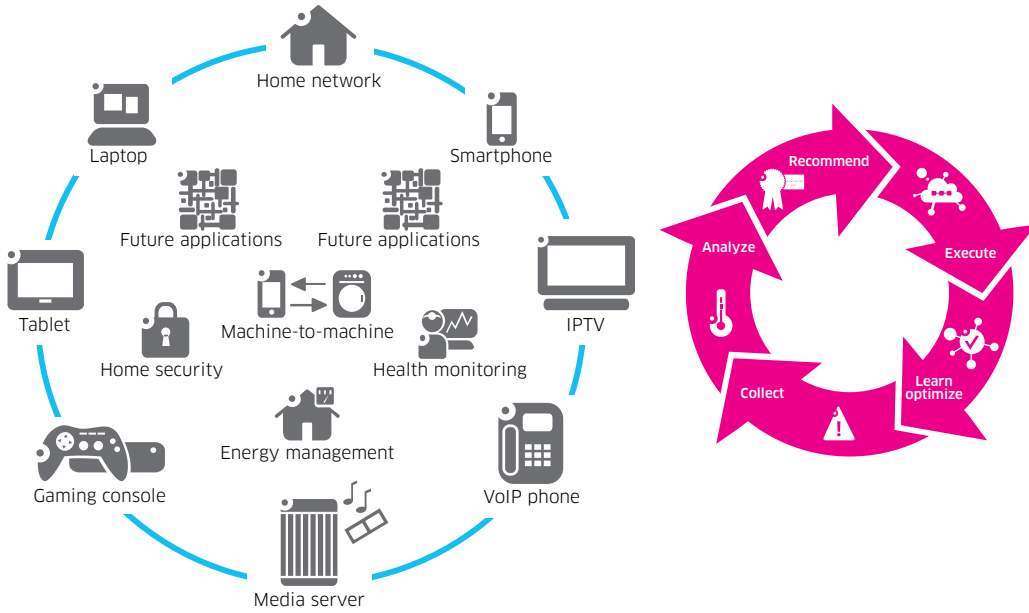 Home network
Laptop
Smartphone
Future applications
Future applications
Tablet
Machine-to-machine
IPTV
Home security
Health monitoring
Energy management
Gaming console
VoIP phone
Media server
Recommend
Analyze
Execute
Collect
Learn
optimize